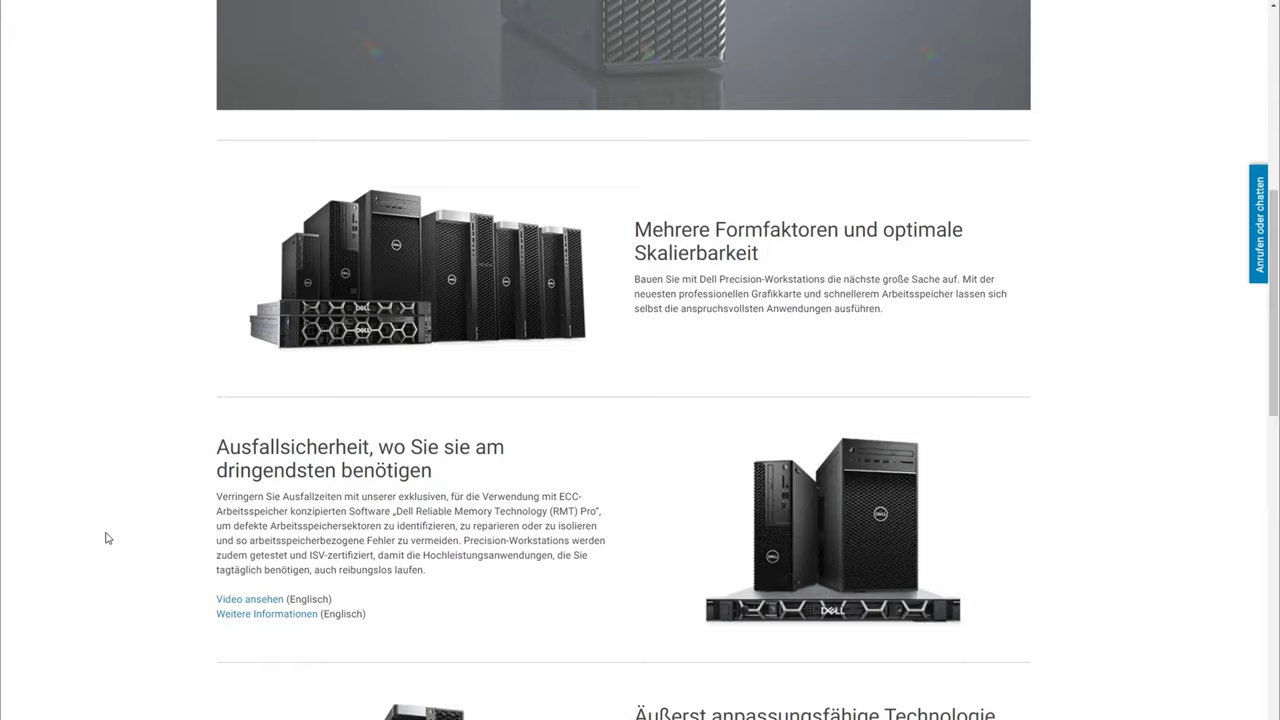 Anrufen oder chatten
Mehrere Formfaktoren und optimale
Skalierbarkeit
Bauen Sie mit Dell Precision-Workstations die nächste große Sache auf. Mit der
neuesten professionellen Grafikkarte und schnellerem Arbeitsspeicher lassen sich
selbst die anspruchsvollsten Anwendungen ausführen.
DELL
DELL
Ausfallsicherheit, wo Sie sie am
dringendsten benötigen
Verringern Sie Ausfallzeiten mit unserer exklusiven, für die Verwendung mit ECC-
Arbeitsspeicher konzipierten Software „Dell Reliable Memory Technology (RMT) Pro“,
um defekte Arbeitsspeichersektoren zu identifizieren, zu reparieren oder zu isolieren
und so arbeitsspeicherbezogene Fehler zu vermeiden. Precision-Workstations werden
zudem getestet und ISV-zertifiziert, damit die Hochleistungsanwendungen, die Sie
tagtäglich benötigen, auch reibungslos laufen.
Video ansehen (Englisch)
Weitere Informationen (Englisch)
DELL
DELL
DELL
Äußerst anpassungsfähige Technologie